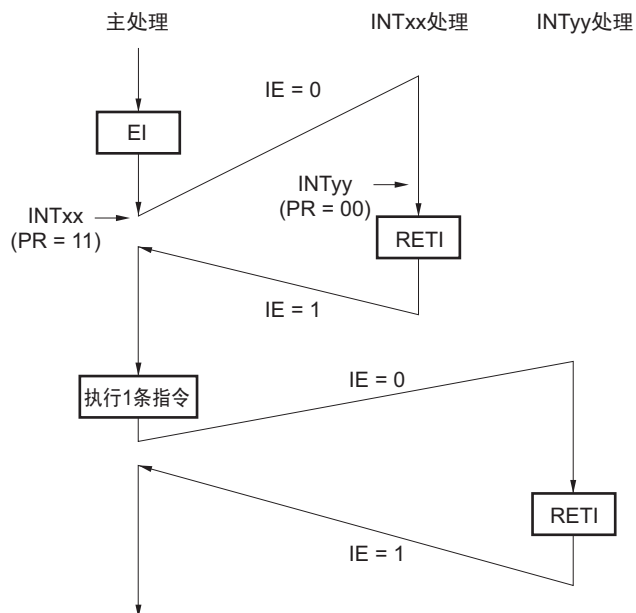 主处理
INTxx处理
INTyy处理
IE = 0
EI
INTyy
(PR = 00)
INTxx
(PR = 11)
RETI
IE = 1
IE = 0
执行1条指令
RETI
IE = 1